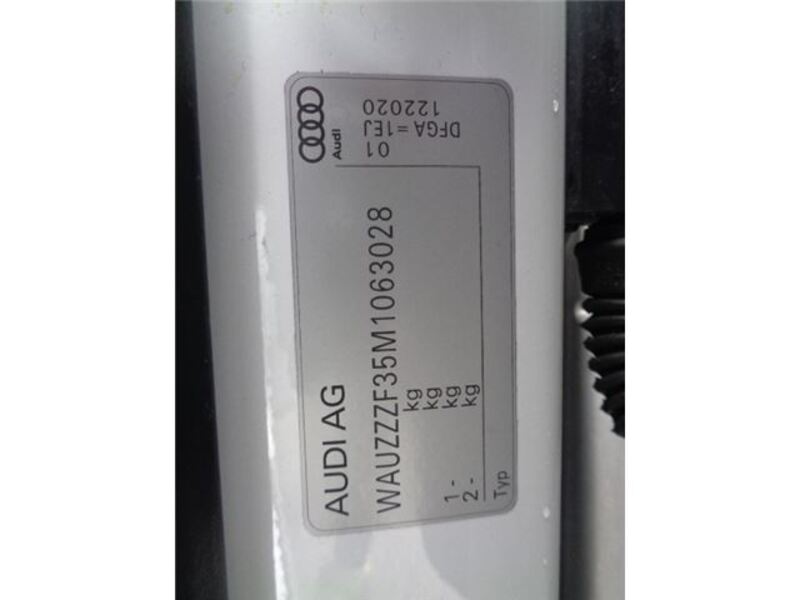 AUDI AG
WAUZZZF35M1063028
kg
kg
1 - kg
2 - kg
Typ
Audi
01
DFGA =1EJ
122020